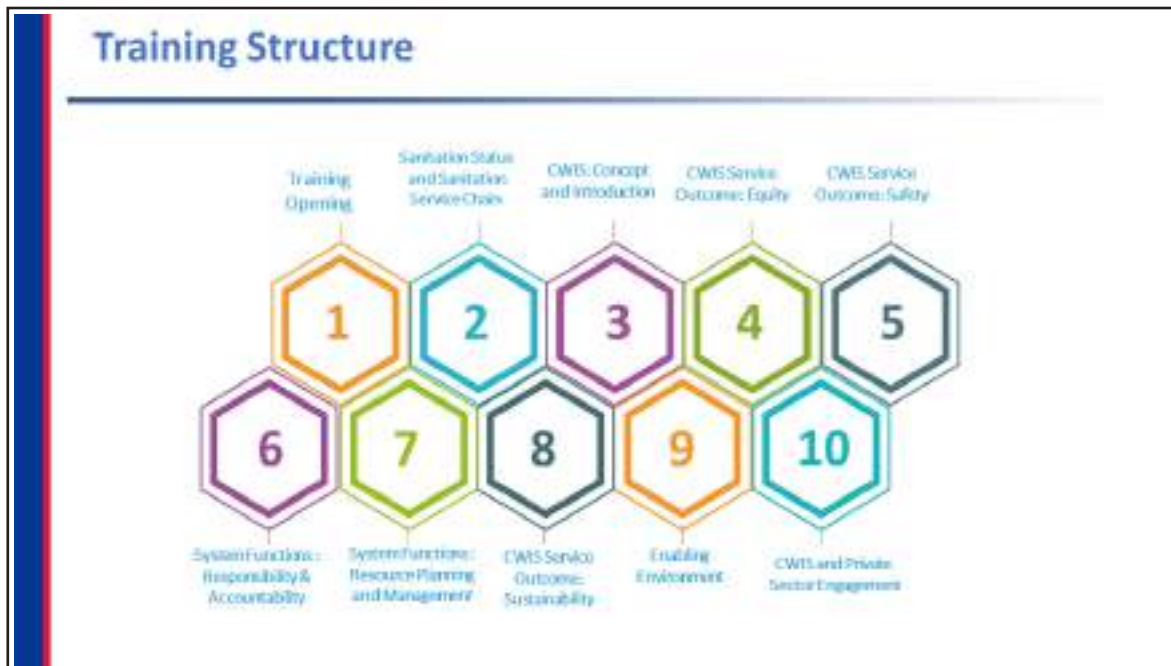 Training Structure
Training
Opening
Sanitation Status
and Sanitation
Service Chain
CWIS: Concept
and Introduction
CWIS Service
Outcome: Equity
CWIS Service
Outcome: Safety
1
2
3
4
5
6
7
8
9
10
System Functions :
Responsibility &
Accountability
System Functions :
Resource Planning
and Management
CWIS Service
Outcome:
Sustainability
Enabling
Environment
CWIS and Private
Sector Engagement